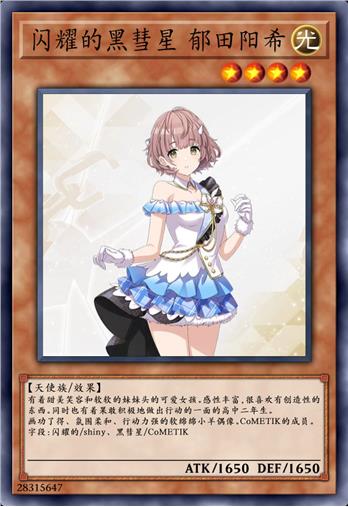 闪耀的黑彗星 郁田阳希
光
【天使族/效果】
有着甜美笑容和软软的妹妹头的可爱女孩。感性丰富,很喜欢有创造性的
东西。同时也有着果敢积极地做出行动的一面的高中二年生。
画功了得、氛围柔和、行动力强的软绵绵小羊偶像。CoMETIK的成员。
字段:闪耀的/shiny、黑彗星/CoMETIK
ATK/1650 DEF/1650
28315647